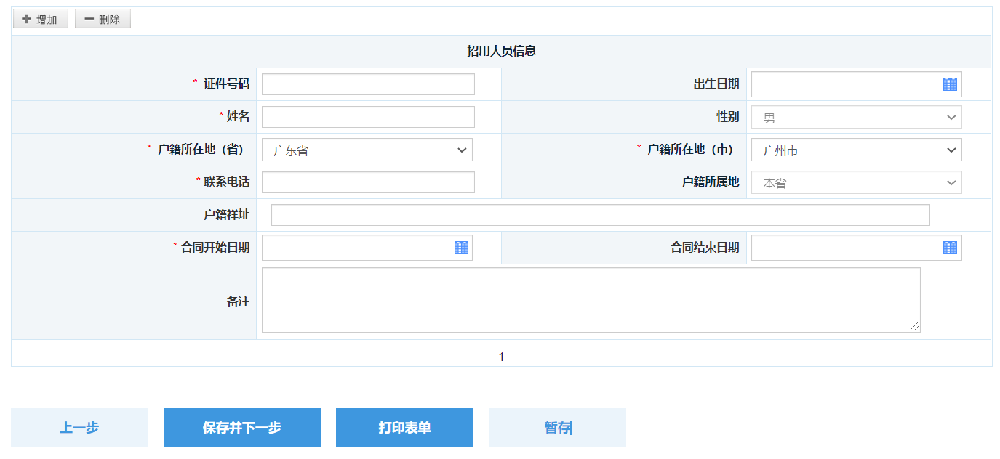 增加 删除
招用人员信息
* 证件号码 出生日期
* 姓名 性别 男
* 户籍所在地（省） 广东省 * 户籍所在地（市） 广州市
* 联系电话 户籍所属地 本省
户籍祥址
* 合同开始日期 合同结束日期
备注
1
上一步 保存并下一步 打印表单 暂存